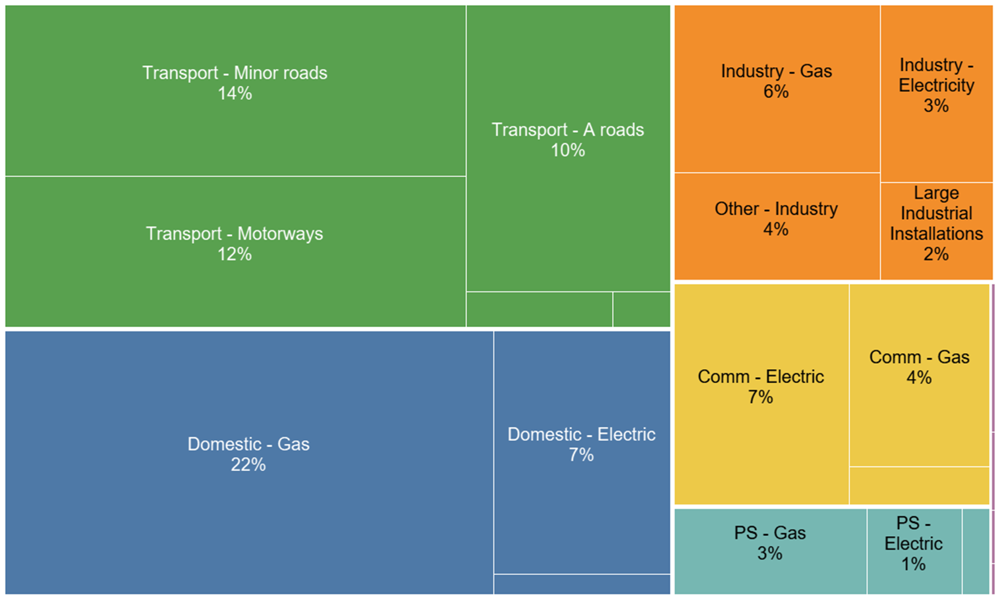 Transport - Minor roads
14%
Transport - A roads
10%
Transport - Motorways
12%
Domestic - Gas
22%
Domestic - Electric
7%
Industry - Gas
6%
Industry -
Electricity
3%
Other - Industry
4%
Large
Industrial
Installations
2%
Comm - Electric
7%
Comm - Gas
4%
PS - Gas
3%
PS -
Electric
1%